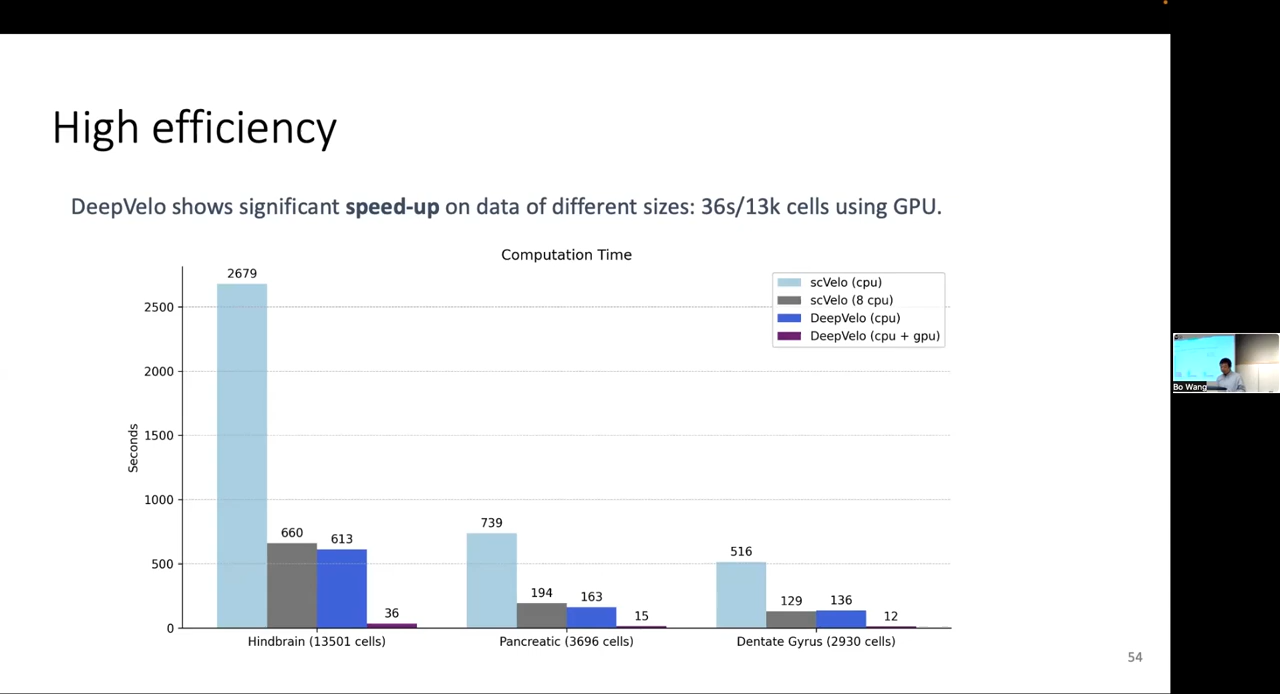 High efficiency
DeepVelo shows significant speed-up on data of different sizes: 36s/13k cells using GPU.
Computation Time
2679
scVelo (cpu)
scVelo (8 cpu)
DeepVelo (cpu)
DeepVelo (cpu + gpu)
2500
2000
1500
1000
500
0
Seconds
660
613
36
739
194
163
15
516
129
136
12
Hindbrain (13501 cells)
Pancreatic (3696 cells)
Dentate Gyrus (2930 cells)
54
Bo Wang